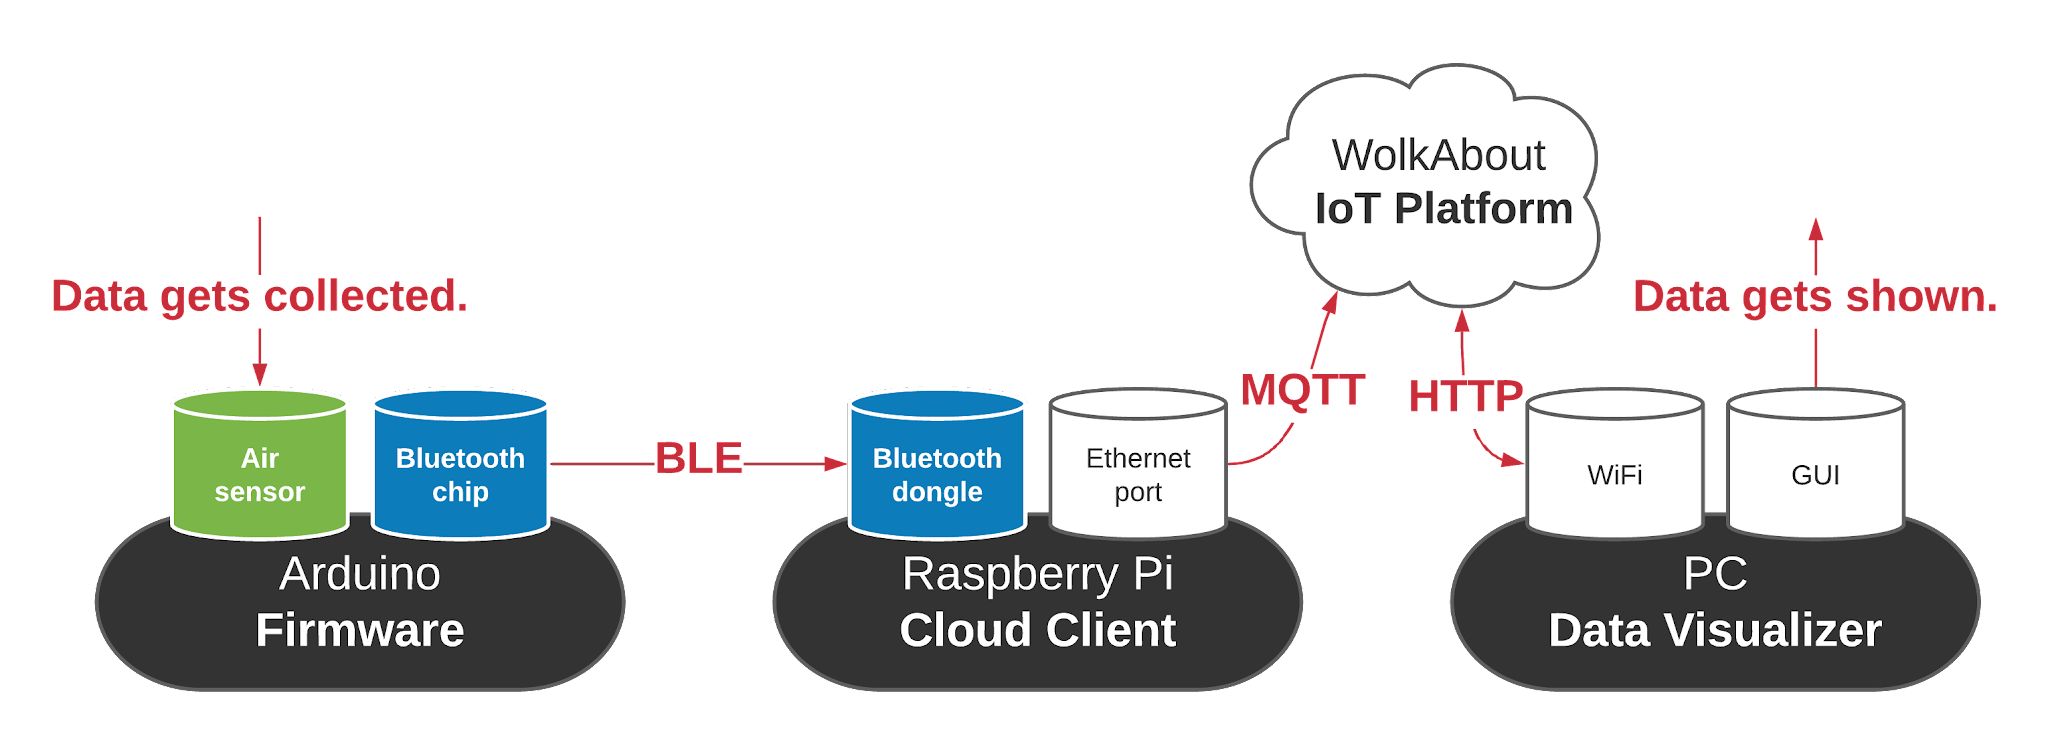 WolkAbout
IoT Platform
Data gets collected.
Data gets shown.
MQTT
HTTP
Air
sensor
Bluetooth
chip
BLE
Bluetooth
dongle
Ethernet
port
WiFi
GUI
Arduino
Firmware
Raspberry Pi
Cloud Client
PC
Data Visualizer